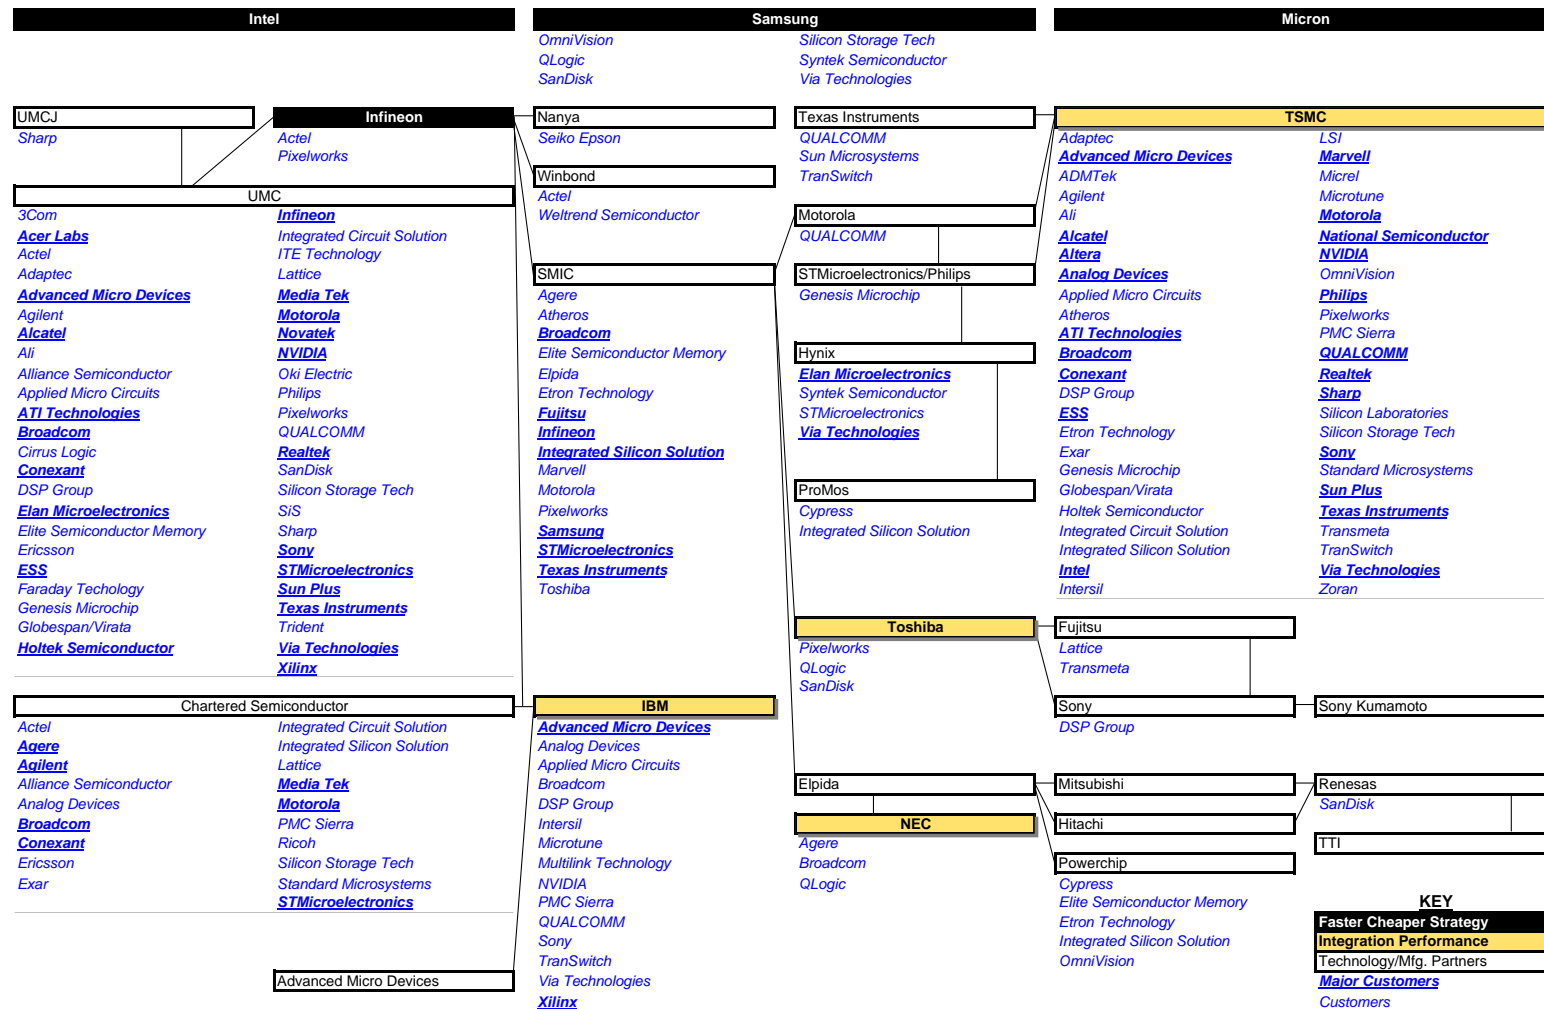 Intel
Samsung
Micron
OmniVision
QLogic
SanDisk
Silicon Storage Tech
Syntek Semiconductor
Via Technologies
UMCJ
Sharp
Infineon
Actel
Pixelworks
Nanya
Seiko Epson
Winbond
Actel
Weltrend Semiconductor
Texas Instruments
QUALCOMM
Sun Microsystems
TranSwitch
Motorola
QUALCOMM
TSMC
Adaptec
Advanced Micro Devices
ADMTek
Agilent
Ali
Alcatel
Altera
Analog Devices
Applied Micro Circuits
Atheros
ATI Technologies
Broadcom
Conexant
DSP Group
ESS
Etron Technology
Exar
Genesis Microchip
Globespan/Virata
Holtek Semiconductor
Integrated Circuit Solution
Integrated Silicon Solution
Intel
Intersil
LSI
Marvell
Micrel
Microtune
Motorola
National Semiconductor
NVIDIA
OmniVision
Philips
Pixelworks
PMC Sierra
QUALCOMM
Realtek
Sharp
Silicon Laboratories
Silicon Storage Tech
Sony
Standard Microsystems
Sun Plus
Texas Instruments
Transmeta
TranSwitch
Via Technologies
Zoran
UMC
3Com
Acer Labs
Actel
Adaptec
Advanced Micro Devices
Agilent
Alcatel
Ali
Alliance Semiconductor
Applied Micro Circuits
ATI Technologies
Broadcom
Cirrus Logic
Conexant
DSP Group
Elan Microelectronics
Elite Semiconductor Memory
Ericsson
ESS
Faraday Techology
Genesis Microchip
Globespan/Virata
Holtek Semiconductor
Infineon
Integrated Circuit Solution
ITE Technology
Lattice
Media Tek
Motorola
Novatek
NVIDIA
Oki Electric
Philips
Pixelworks
QUALCOMM
Realtek
SanDisk
Silicon Storage Tech
SiS
Sharp
Sony
STMicroelectronics
Sun Plus
Texas Instruments
Trident
Via Technologies
Xilinx
SMIC
Agere
Atheros
Broadcom
Elite Semiconductor Memory
Elpida
Etron Technology
Fujitsu
Infineon
Integrated Silicon Solution
Marvell
Motorola
Pixelworks
Samsung
STMicroelectronics
Texas Instruments
Toshiba
STMicroelectronics/Philips
Genesis Microchip
Hynix
Elan Microelectronics
Syntek Semiconductor
STMicroelectronics
Via Technologies
ProMos
Cypress
Integrated Silicon Solution
Toshiba
Pixelworks
QLogic
SanDisk
Fujitsu
Lattice
Transmeta
Chartered Semiconductor
Actel
Agere
Agilent
Alliance Semiconductor
Analog Devices
Broadcom
Conexant
Ericsson
Exar
Integrated Circuit Solution
Integrated Silicon Solution
Lattice
Media Tek
Motorola
PMC Sierra
Ricoh
Silicon Storage Tech
Standard Microsystems
STMicroelectronics
Advanced Micro Devices
IBM
Advanced Micro Devices
Analog Devices
Applied Micro Circuits
Broadcom
DSP Group
Intersil
Microtune
Multilink Technology
NVIDIA
PMC Sierra
QUALCOMM
Sony
TranSwitch
Via Technologies
Xilinx
Sony
DSP Group
Sony Kumamoto
Elpida
NEC
Agere
Broadcom
QLogic
Mitsubishi
Hitachi
Powerchip
Cypress
Elite Semiconductor Memory
Etron Technology
Integrated Silicon Solution
OmniVision
Renesas
SanDisk
TTI
KEY
Faster Cheaper Strategy
Integration Performance
Technology/Mfg. Partners
Major Customers
Customers